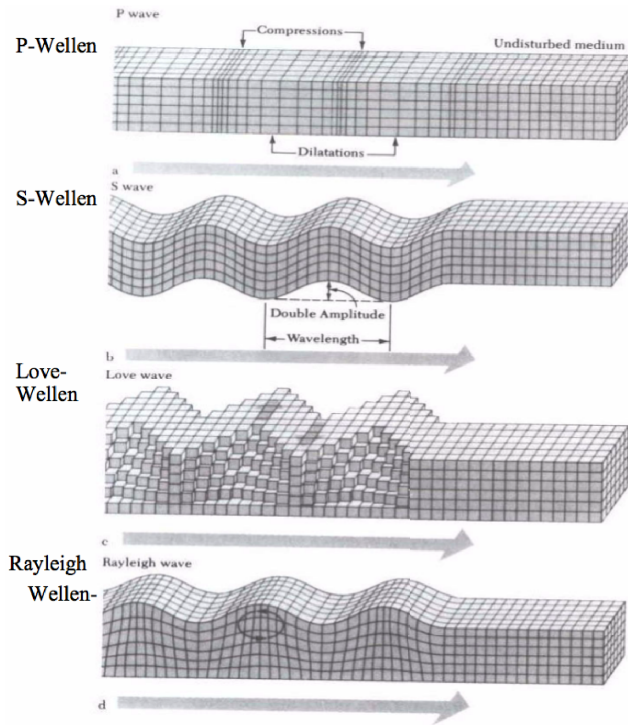 P wave
P-Wellen
Compressions
Undisturbed medium
Dilatations
a
S wave
S-Wellen
Double Amplitude
Wavelength
b
Love-
Wellen
Love wave
c
Rayleigh
Wellen-
Rayleigh wave
d